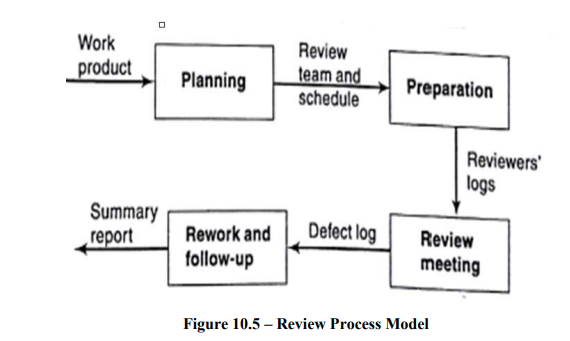 Work
product
Planning
Review
team and
schedule
Preparation
Reviewers'
logs
Review
meeting
Defect log
Rework and
follow-up
Summary
report
Figure 10.5 – Review Process Model